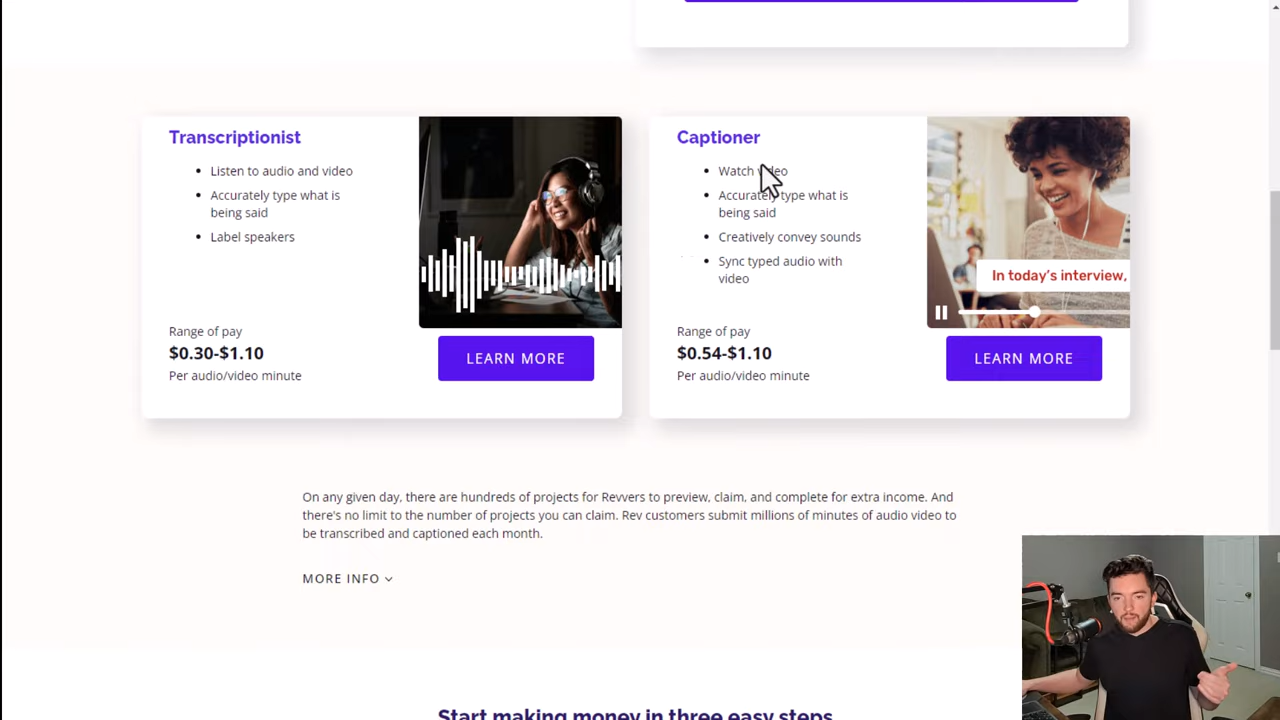 Transcriptionist
Listen to audio and video
Accurately type what is
being said
Label speakers
Range of pay
$0.30-$1.10
Per audio/video minute
LEARN MORE
Captioner
Watch video
Accurately type what is
being said
Creatively convey sounds
Sync typed audio with
video
In today's interview,
Range of pay
$0.54-$1.10
Per audio/video minute
LEARN MORE
On any given day, there are hundreds of projects for Revvers to preview, claim, and complete for extra income. And
there's no limit to the number of projects you can claim. Rev customers submit millions of minutes of audio video to
be transcribed and captioned each month.
MORE INFO
Start making money in three easy steps